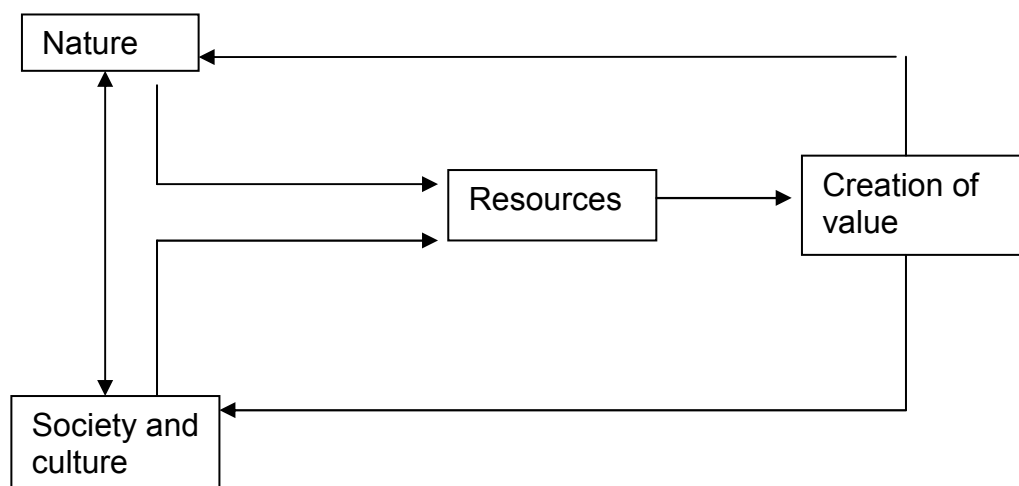 Nature
Resources
Creation of
value
Society and
culture